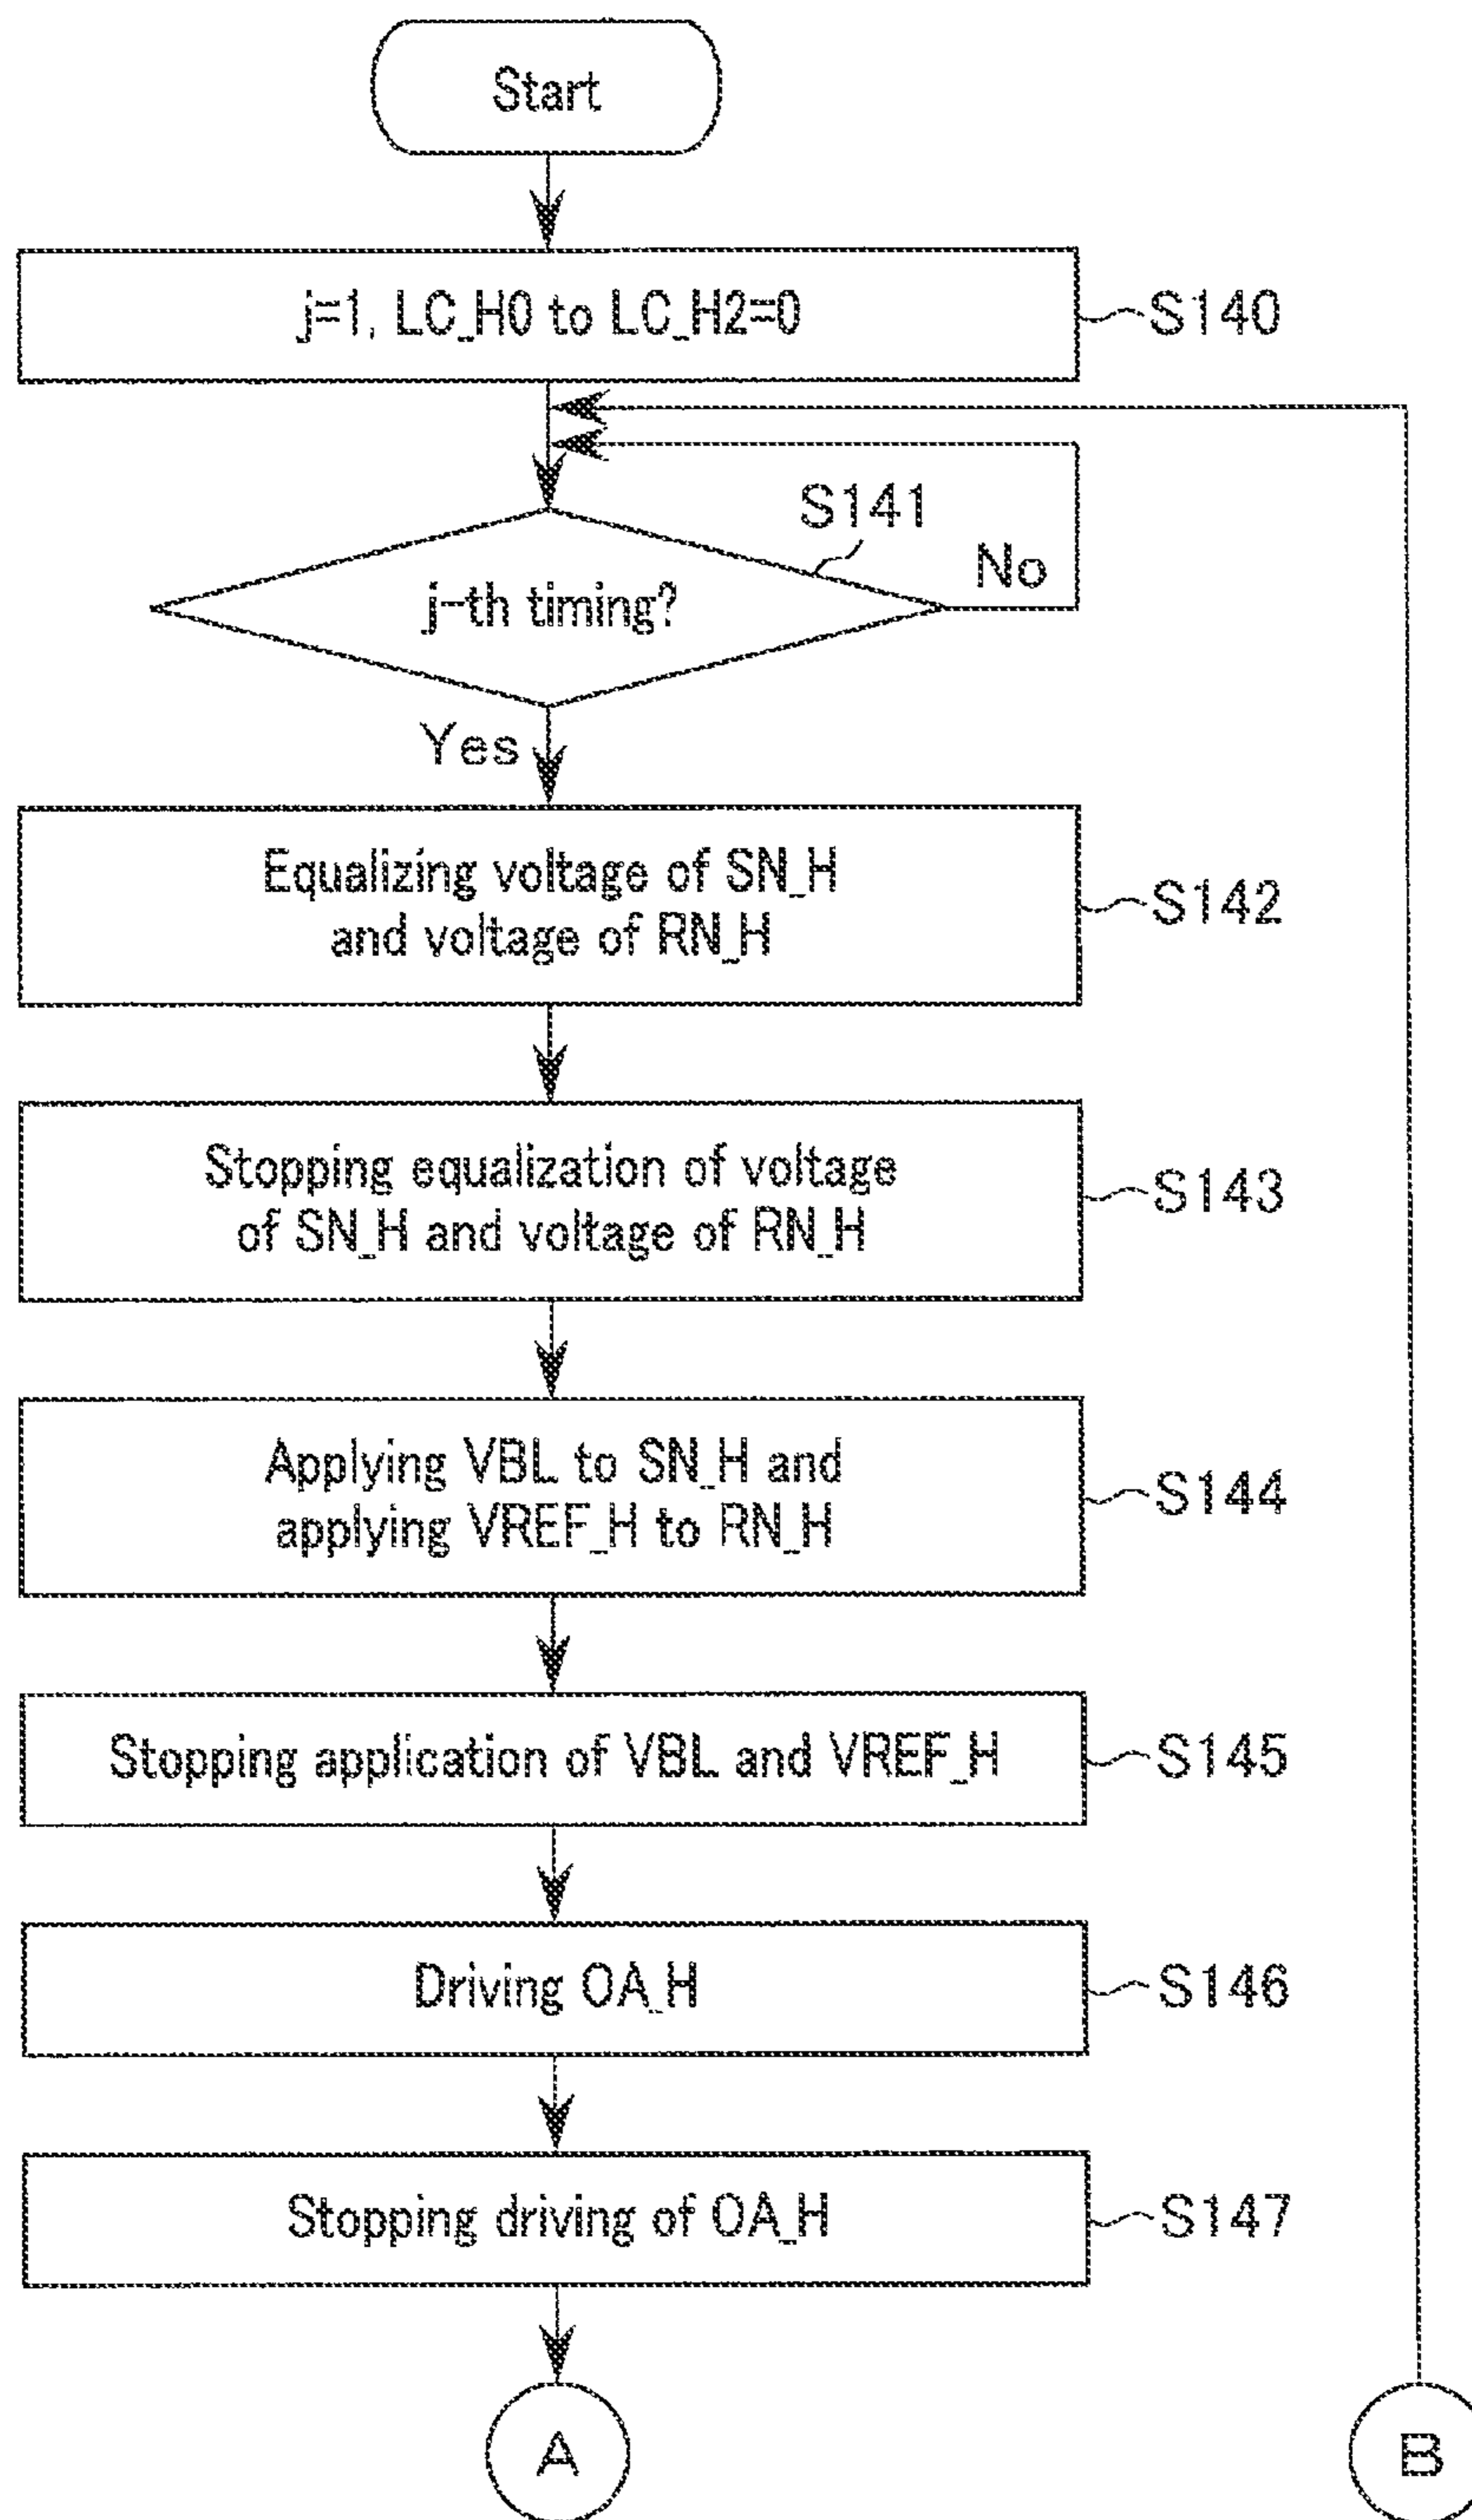 Start
j=1, LC_H0 to LC_H2=0
S140
S141
No
j-th timing?
Yes
Equalizing voltage of SN_H
and voltage of RN_H
S142
Stopping equalization of voltage
of SN_H and voltage of RN_H
S143
Applying VBL to SN_H and
applying VREF_H to RN_H
S144
Stopping application of VBL and VREF_H
S145
Driving OA_H
S146
Stopping driving of OA_H
S147
A
B